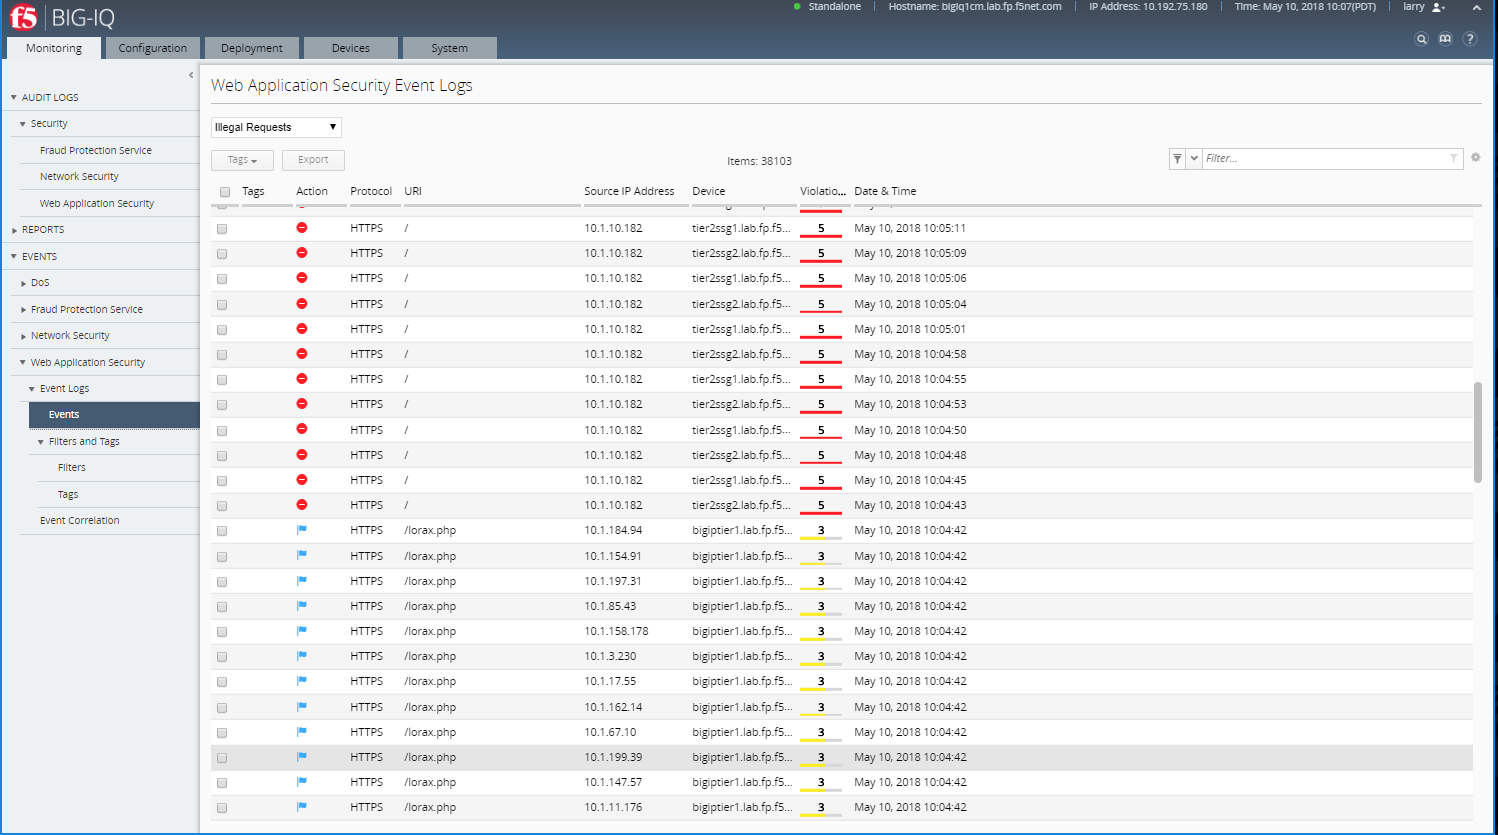 f5 BIG-IQ
Standalone Hostname: bigiq1cm.lab.fp.f5net.com IP Address: 10.192.75.180 Time: May 10, 2018 10:07(PDT) larry
Monitoring Configuration Deployment Devices System
AUDIT LOGS
Security
Fraud Protection Service
Network Security
Web Application Security
REPORTS
EVENTS
DoS
Fraud Protection Service
Network Security
Web Application Security
Event Logs
Events
Filters and Tags
Filters
Tags
Event Correlation
Web Application Security Event Logs
Illegal Requests
Tags Export Items: 38103 Filter...
Tags Action Protocol URI Source IP Address Device Violatio... Date & Time
HTTPS / 10.1.10.182 tier2ssg1.lab.fp.f5... 5 May 10, 2018 10:05:11
HTTPS / 10.1.10.182 tier2ssg2.lab.fp.f5... 5 May 10, 2018 10:05:09
HTTPS / 10.1.10.182 tier2ssg1.lab.fp.f5... 5 May 10, 2018 10:05:06
HTTPS / 10.1.10.182 tier2ssg2.lab.fp.f5... 5 May 10, 2018 10:05:04
HTTPS / 10.1.10.182 tier2ssg1.lab.fp.f5... 5 May 10, 2018 10:05:01
HTTPS / 10.1.10.182 tier2ssg2.lab.fp.f5... 5 May 10, 2018 10:04:58
HTTPS / 10.1.10.182 tier2ssg1.lab.fp.f5... 5 May 10, 2018 10:04:55
HTTPS / 10.1.10.182 tier2ssg2.lab.fp.f5... 5 May 10, 2018 10:04:53
HTTPS / 10.1.10.182 tier2ssg1.lab.fp.f5... 5 May 10, 2018 10:04:50
HTTPS / 10.1.10.182 tier2ssg2.lab.fp.f5... 5 May 10, 2018 10:04:48
HTTPS / 10.1.10.182 tier2ssg1.lab.fp.f5... 5 May 10, 2018 10:04:45
HTTPS / 10.1.10.182 tier2ssg2.lab.fp.f5... 5 May 10, 2018 10:04:43
HTTPS /lorax.php 10.1.184.94 bigiptier1.lab.fp.f5... 3 May 10, 2018 10:04:42
HTTPS /lorax.php 10.1.154.91 bigiptier1.lab.fp.f5... 3 May 10, 2018 10:04:42
HTTPS /lorax.php 10.1.197.31 bigiptier1.lab.fp.f5... 3 May 10, 2018 10:04:42
HTTPS /lorax.php 10.1.85.43 bigiptier1.lab.fp.f5... 3 May 10, 2018 10:04:42
HTTPS /lorax.php 10.1.158.178 bigiptier1.lab.fp.f5... 3 May 10, 2018 10:04:42
HTTPS /lorax.php 10.1.3.230 bigiptier1.lab.fp.f5... 3 May 10, 2018 10:04:42
HTTPS /lorax.php 10.1.17.55 bigiptier1.lab.fp.f5... 3 May 10, 2018 10:04:42
HTTPS /lorax.php 10.1.162.14 bigiptier1.lab.fp.f5... 3 May 10, 2018 10:04:42
HTTPS /lorax.php 10.1.67.10 bigiptier1.lab.fp.f5... 3 May 10, 2018 10:04:42
HTTPS /lorax.php 10.1.199.39 bigiptier1.lab.fp.f5... 3 May 10, 2018 10:04:42
HTTPS /lorax.php 10.1.147.57 bigiptier1.lab.fp.f5... 3 May 10, 2018 10:04:42
HTTPS /lorax.php 10.1.11.176 bigiptier1.lab.fp.f5... 3 May 10, 2018 10:04:42